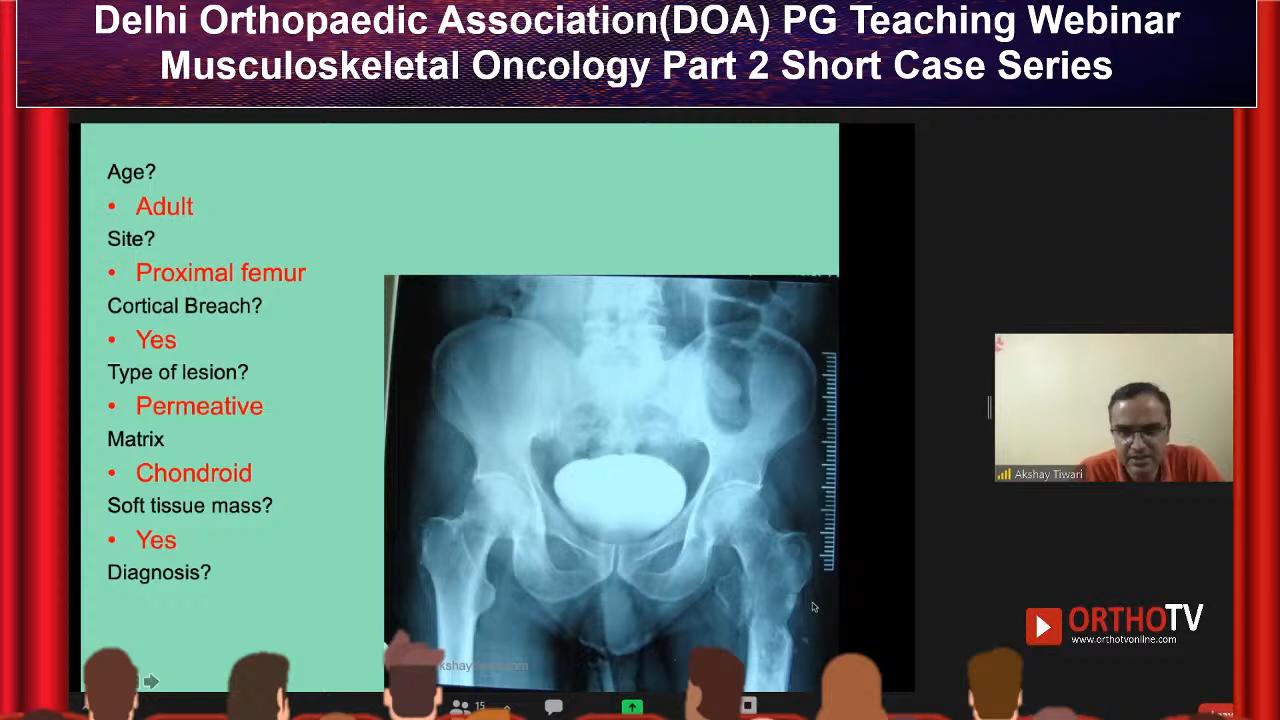 Delhi Orthopaedic Association(DOA) PG Teaching Webinar
Musculoskeletal Oncology Part 2 Short Case Series
Age?
• Adult
Site?
• Proximal femur
Cortical Breach?
• Yes
Type of lesion?
• Permeative
Matrix
• Chondroid
Soft tissue mass?
• Yes
Diagnosis?
Akshay Tiwari
ORTHOTV
www.orthotvonline.com
15